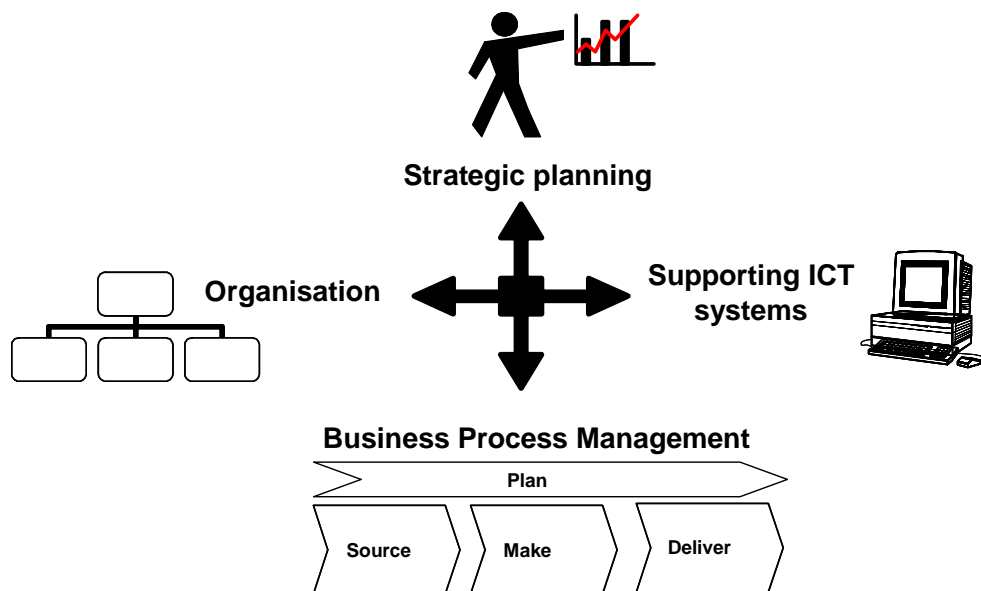 Strategic planning
Organisation
Supporting ICT
systems
Business Process Management
Plan
Source
Make
Deliver